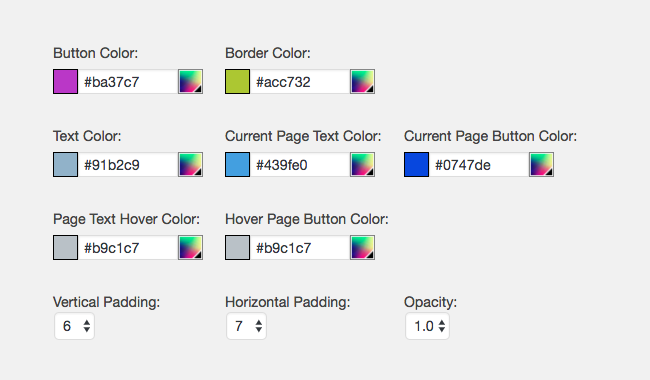 Button Color: Border Color:
#ba37c7 #acc732
Text Color: Current Page Text Color: Current Page Button Color:
#91b2c9 #439fe0 #0747de
Page Text Hover Color: Hover Page Button Color:
#b9c1c7 #b9c1c7
Vertical Padding: Horizontal Padding: Opacity:
6 7 1.0